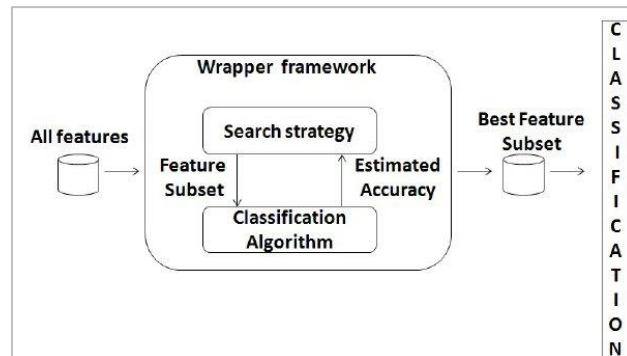 Wrapper framework
All features
Search strategy
Feature
Subset
Estimated
Accuracy
Classification
Algorithm
Best Feature
Subset
C
L
A
S
S
I
F
I
C
A
T
I
O
N